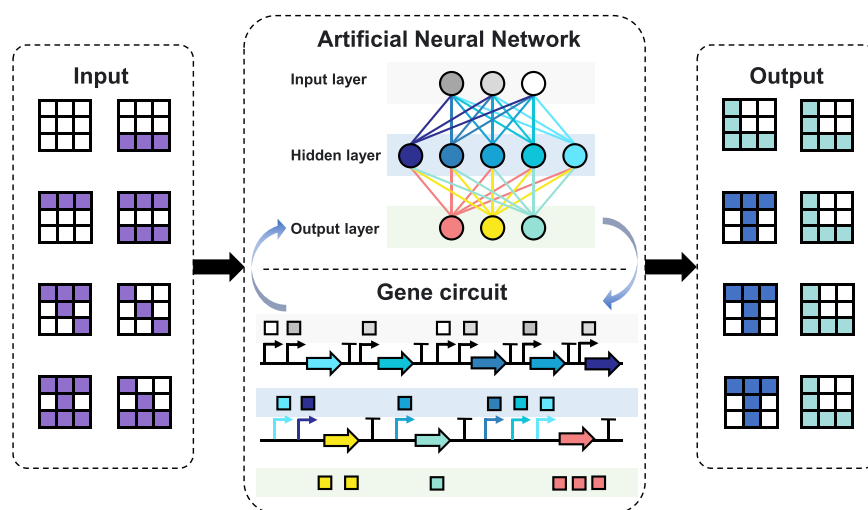 Input
Artificial Neural Network
Input layer
Hidden layer
Output layer
Gene circuit
Output